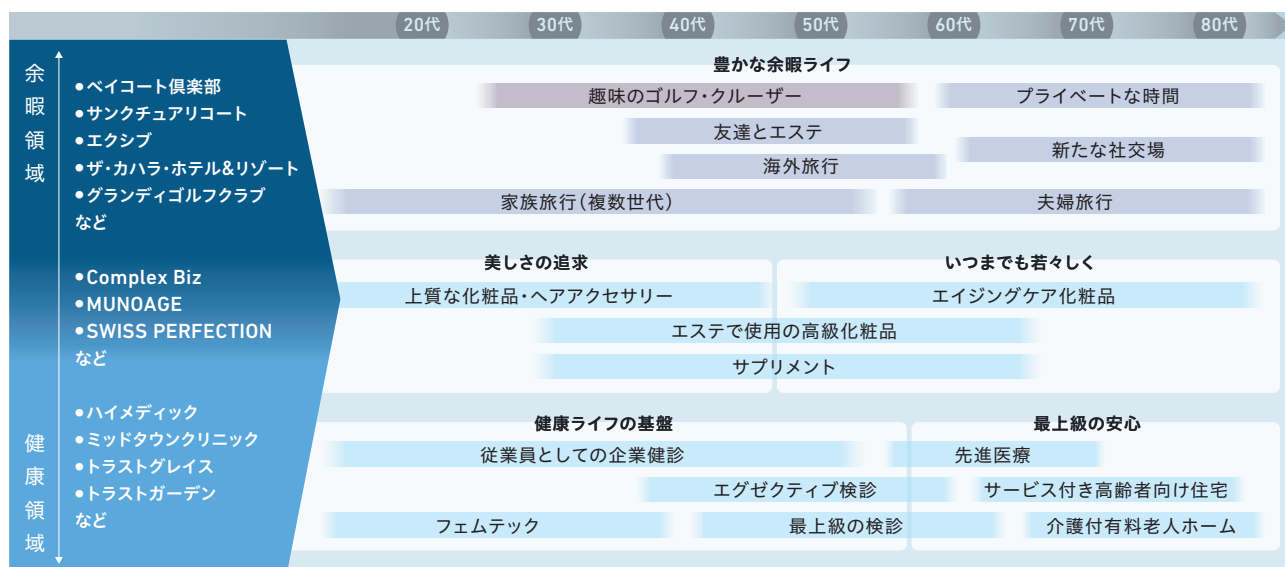 20代 30代 40代 50代 60代 70代 80代
余暇領域
●ベイコート倶楽部
●サンクチュアリコート
●エクシブ
●ザ・カハラ・ホテル&リゾート
●グランディゴルフクラブ
など
豊かな余暇ライフ
趣味のゴルフ・クルーザー
プライベートな時間
友達とエステ
新たな社交場
海外旅行
家族旅行(複数世代)
夫婦旅行
●Complex Biz
●MUNOAGE
●SWISS PERFECTION
など
美しさの追求
いつまでも若々しく
上質な化粧品・ヘアアクセサリー
エイジングケア化粧品
エステで使用の高級化粧品
サプリメント
健康領域
●ハイメディック
●ミッドタウンクリニック
●トラストグレイス
●トラストガーデン
など
健康ライフの基盤
最上級の安心
従業員としての企業健診
先進医療
エグゼクティブ検診
サービス付き高齢者向け住宅
フェムテック
最上級の検診
介護付有料老人ホーム